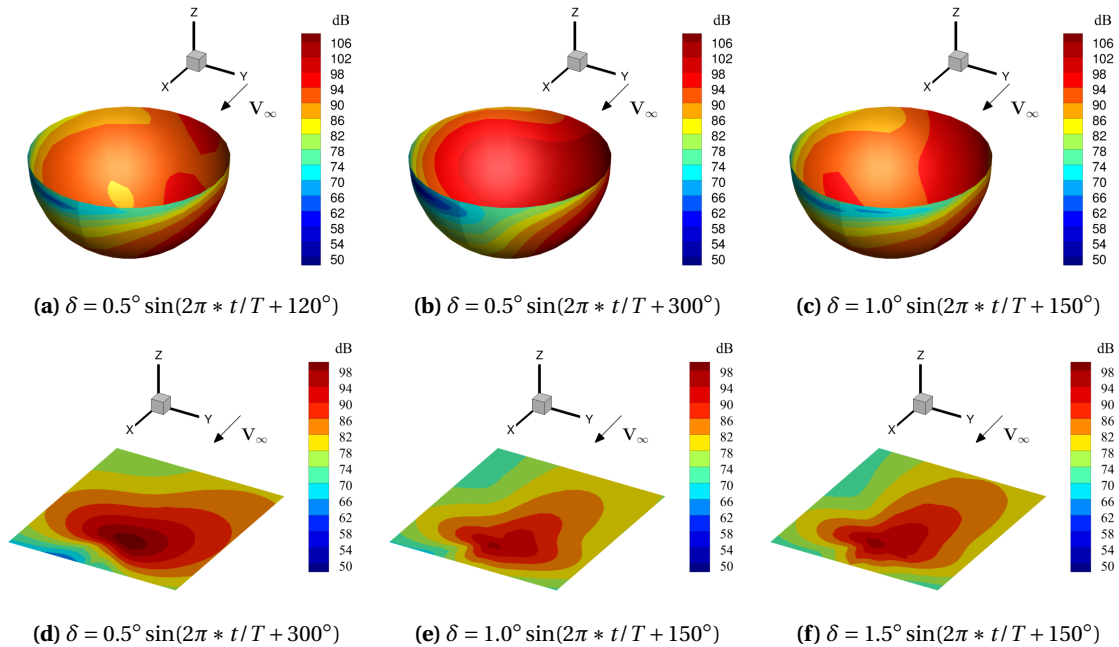 dB
106
102
98
94
90
86
82
78
74
70
66
62
58
54
50
Z
X
Y
V∞
(a) δ = 0.5° sin(2π ∗ t/T + 120°)
dB
106
102
98
94
90
86
82
78
74
70
66
62
58
54
50
Z
X
Y
V∞
(b) δ = 0.5° sin(2π ∗ t/T + 300°)
dB
106
102
98
94
90
86
82
78
74
70
66
62
58
54
50
Z
X
Y
V∞
(c) δ = 1.0° sin(2π ∗ t/T + 150°)
dB
98
94
90
86
82
78
74
70
66
62
58
54
50
Z
X
Y
V∞
(d) δ = 0.5° sin(2π ∗ t/T + 300°)
dB
98
94
90
86
82
78
74
70
66
62
58
54
50
Z
X
Y
V∞
(e) δ = 1.0° sin(2π ∗ t/T + 150°)
dB
98
94
90
86
82
78
74
70
66
62
58
54
50
Z
X
Y
V∞
(f) δ = 1.5° sin(2π ∗ t/T + 150°)